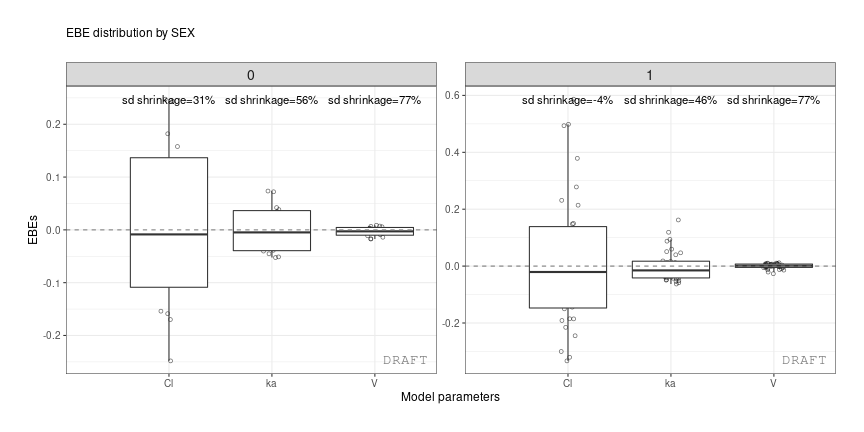 EBE distribution by SEX
0
1
sd shrinkage=31% sd shrinkage=56% sd shrinkage=77%
sd shrinkage=-4% sd shrinkage=46% sd shrinkage=77%
EBEs
0.2
0.1
0.0
-0.1
-0.2
0.6
0.4
0.2
0.0
-0.2
DRAFT
DRAFT
Cl ka V
Cl ka V
Model parameters